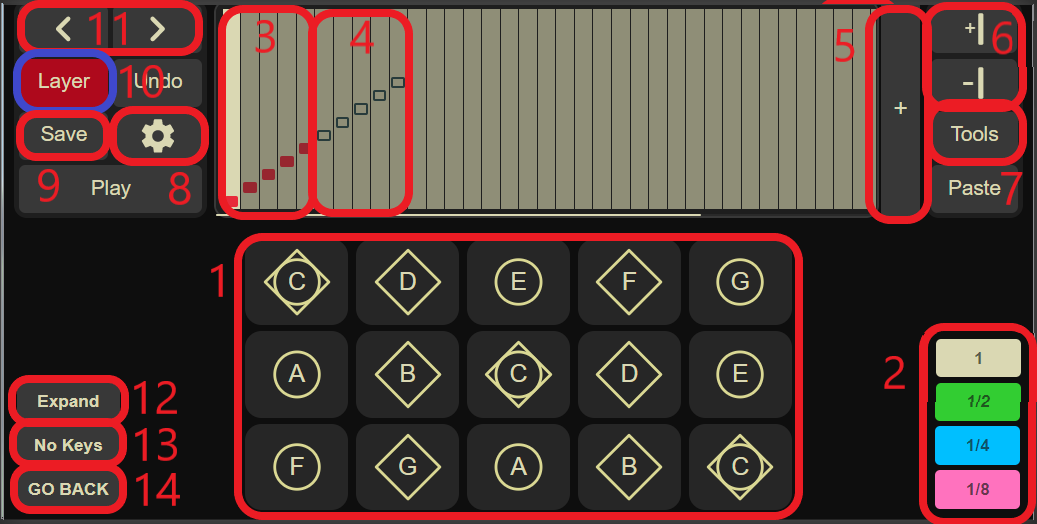 < 11 >
3
4
5
+
+ 6
Layer
10
Undo
-
Save
Tools
9
Play
8
Paste
7
1
C
D
E
F
G
2
1
A
B
C
D
E
1/2
Expand
12
No Keys
13
1/4
GO BACK
14
F
G
A
B
C
1/8